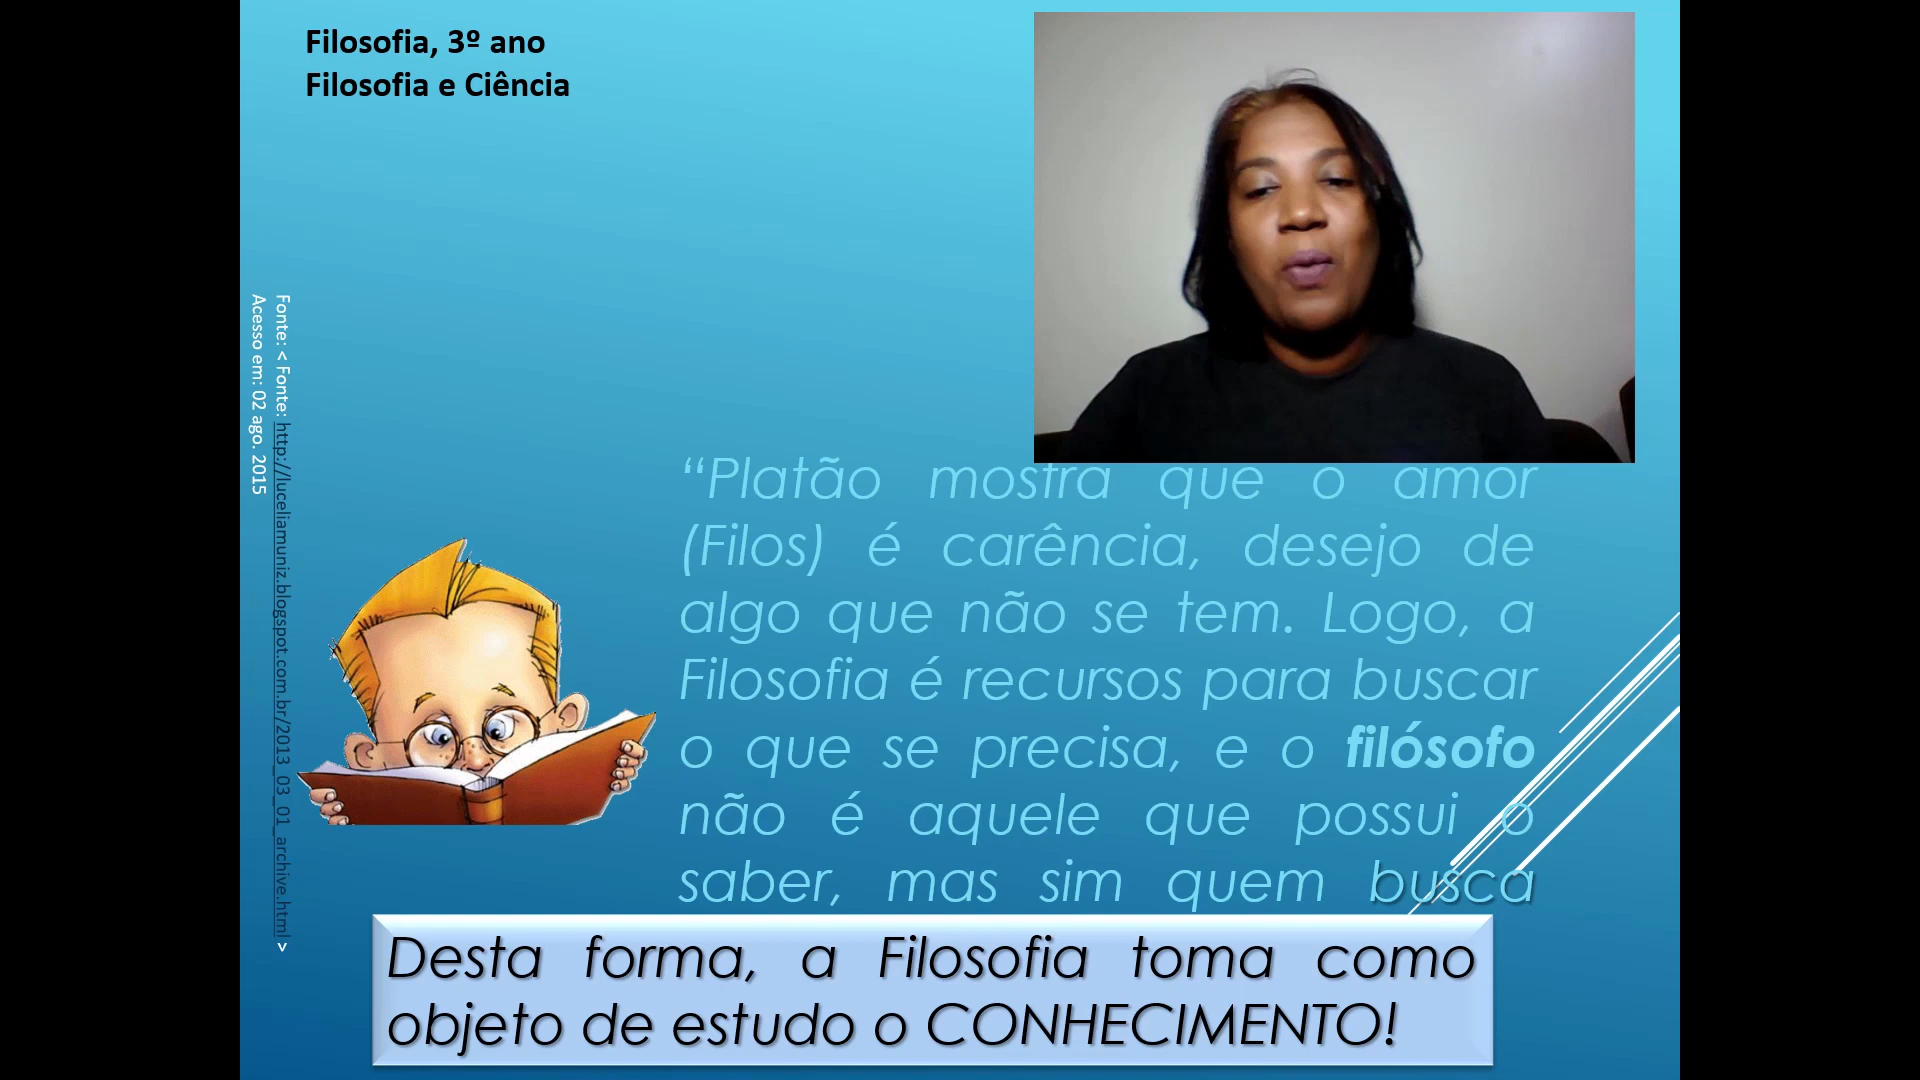 Filosofia, 3º ano
Filosofia e Ciência
Fonte: < Fonte: http://luceliamuniz.blogspot.com.br/2013_03_01_archive.html >
Acesso em: 02 ago. 2015
“Platão mostra que o amor
(Filos) é carência, desejo de
algo que não se tem. Logo, a
Filosofia é recursos para buscar
o que se precisa, e o filósofo
não é aquele que possui o
saber, mas sim quem busca
Desta forma, a Filosofia toma como
objeto de estudo o CONHECIMENTO!